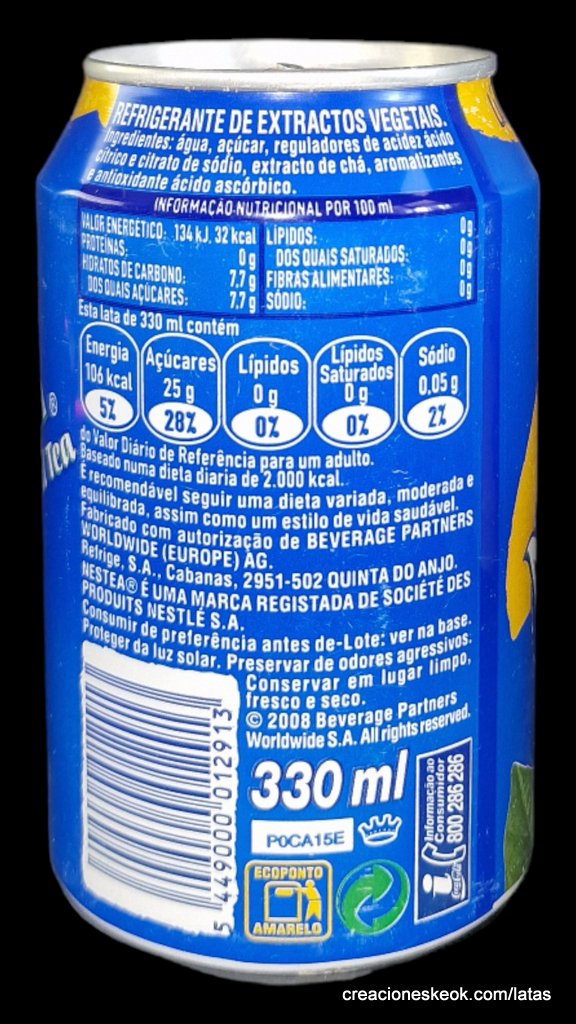 REFRIGERANTE DE EXTRACTOS VEGETAIS.
Ingredientes: água, açúcar, reguladores de acidez ácido
cítrico e citrato de sódio, extracto de chá, aromatizantes
e antioxidante ácido ascórbico.
INFORMAÇÃO NUTRICIONAL POR 100 ml
VALOR ENERGÉTICO: 134 kJ, 32 kcal
PROTEÍNAS: 0 g
HIDRATOS DE CARBONO: 7.7 g
DOS QUAIS AÇÚCARES: 7.7 g
LÍPIDOS: 0g
DOS QUAIS SATURADOS: 0g
FIBRAS ALIMENTARES: 0g
SÓDIO: 0g
Esta lata de 330 ml contém
Energia
106 kcal
5%
Açúcares
25 g
28%
Lípidos
0 g
0%
Lípidos
Saturados
0 g
0%
Sódio
0,05 g
2%
do Valor Diário de Referência para um adulto.
Baseado numa dieta diaria de 2.000 kcal.
É recomendável seguir uma dieta variada, moderada e
equilibrada, assim como um estilo de vida saudável.
Fabricado com autorização de BEVERAGE PARTNERS
WORLDWIDE (EUROPE) AG.
Refrige, S.A., Cabanas, 2951-502 QUINTA DO ANJO.
NESTEA® É UMA MARCA REGISTADA DE SOCIÉTÉ DES
PRODUITS NESTLÉ S.A.
Consumir de preferência antes de-Lote: ver na base.
Proteger da luz solar. Preservar de odores agressivos.
Conservar em lugar limpo,
fresco e seco.
© 2008 Beverage Partners
Worldwide S.A. All rights reserved.
5 449000 012913
330 ml
P0CA15E
ECOPONTO
AMARELO
Informação ao
Consumidor
800 286 286
®
Tea
creacioneskeok.com/latas